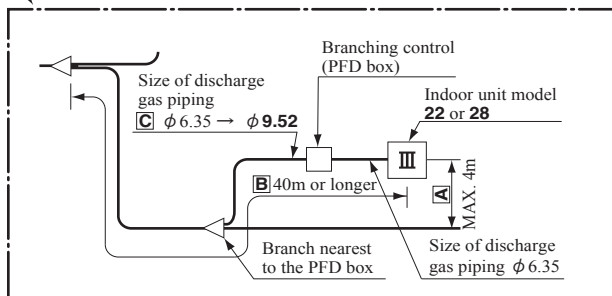 Branching control
(PFD box)
Size of discharge
gas piping
C ϕ6.35 → ϕ9.52
Indoor unit model
22 or 28
III
B 40m or longer
A
MAX. 4m
Branch nearest
to the PFD box
Size of discharge
gas piping ϕ6.35